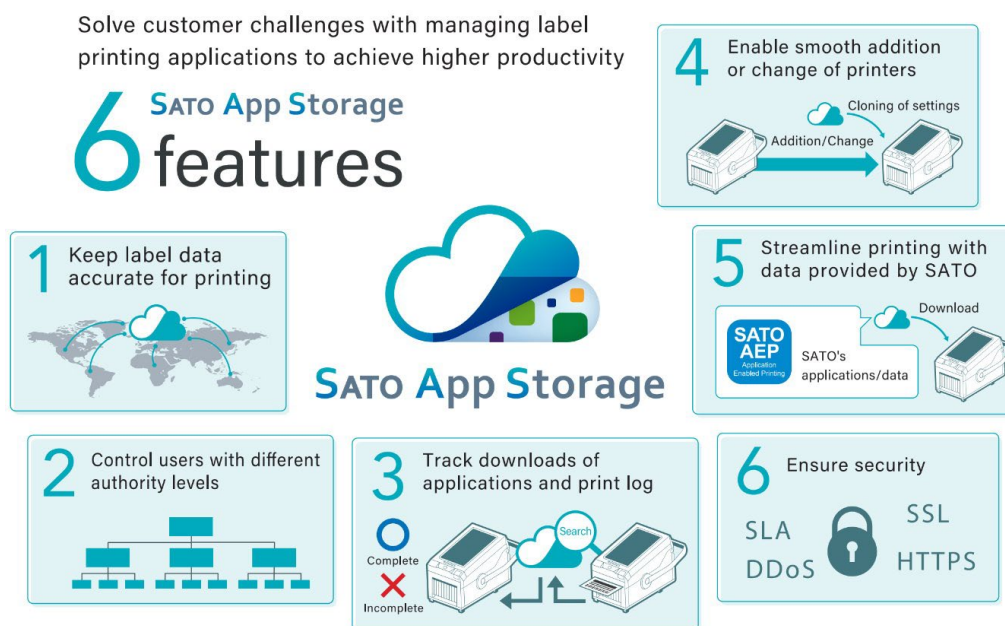 Solve customer challenges with managing label
printing applications to achieve higher productivity
6 SATO App Storage
features
1 Keep label data
accurate for printing
SATO App Storage
2 Control users with different
authority levels
3 Track downloads of
applications and print log
Complete
Incomplete
Search
4 Enable smooth addition
or change of printers
Cloning of settings
Addition/Change
5 Streamline printing with
data provided by SATO
Download
SATO
AEP
Application
Enabled Printing
SATO's
applications/data
6 Ensure security
SLA
SSL
DDoS
HTTPS